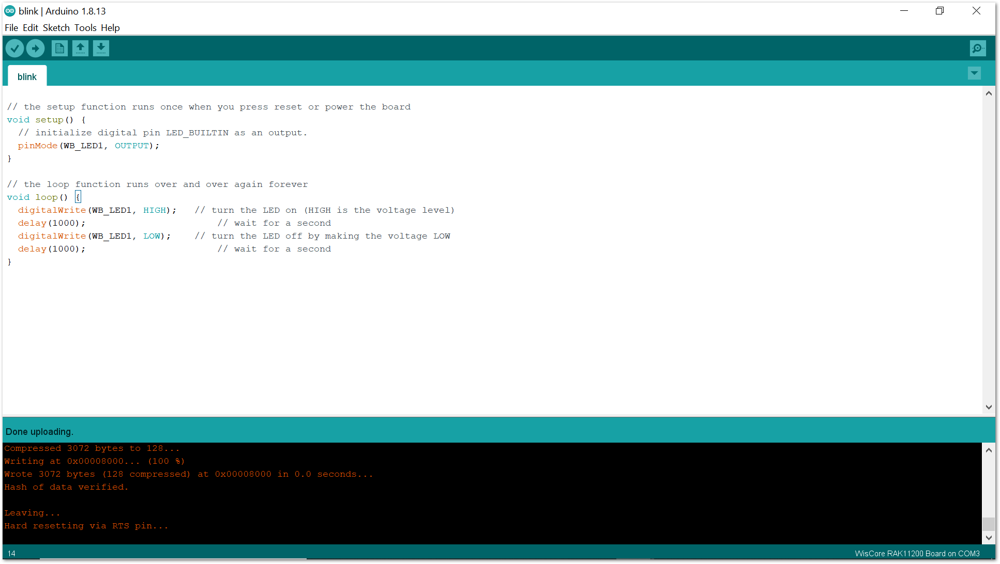 blink | Arduino 1.8.13
File Edit Sketch Tools Help
blink
// the setup function runs once when you press reset or power the board
void setup() {
  // initialize digital pin LED_BUILTIN as an output.
  pinMode(WB_LED1, OUTPUT);
}

// the loop function runs over and over again forever
void loop() {
  digitalWrite(WB_LED1, HIGH);   // turn the LED on (HIGH is the voltage level)
  delay(1000);                       // wait for a second
  digitalWrite(WB_LED1, LOW);    // turn the LED off by making the voltage LOW
  delay(1000);                       // wait for a second
}
Done uploading.
Compressed 3072 bytes to 128...
Writing at 0x00008000... (100 %)
Wrote 3072 bytes (128 compressed) at 0x00008000 in 0.0 seconds...
Hash of data verified.

Leaving...
Hard resetting via RTS pin...
14
WisCore RAK11200 Board on COM3